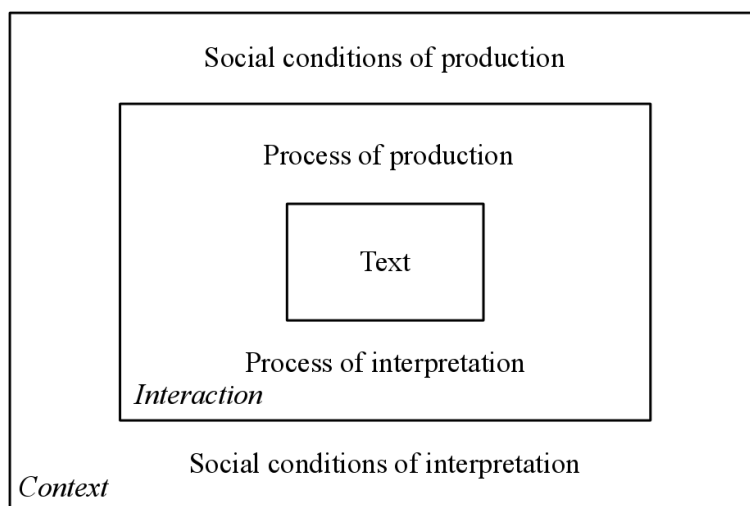 Social conditions of production
Process of production
Text
Process of interpretation
Interaction
Social conditions of interpretation
Context